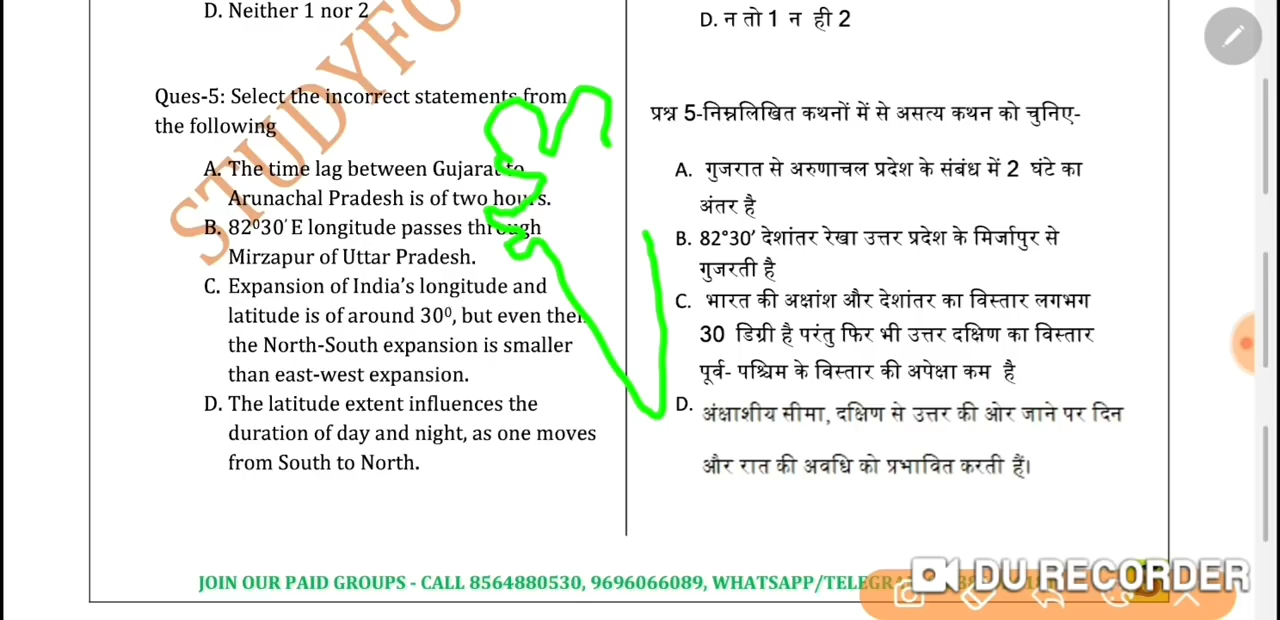 D. Neither 1 nor 2
Ques-5: Select the incorrect statements from
the following
A. The time lag between Gujarat to
Arunachal Pradesh is of two hours.
B. 82⁰30' E longitude passes through
Mirzapur of Uttar Pradesh.
C. Expansion of India's longitude and
latitude is of around 30⁰, but even then
the North-South expansion is smaller
than east-west expansion.
D. The latitude extent influences the
duration of day and night, as one moves
from South to North.
D. न तो 1 न ही 2
प्रश्न 5-निम्नलिखित कथनों में से असत्य कथन को चुनिए-
A. गुजरात से अरुणाचल प्रदेश के संबंध में 2 घंटे का
अंतर है
B. 82°30' देशांतर रेखा उत्तर प्रदेश के मिर्जापुर से
गुजरती है
C. भारत की अक्षांश और देशांतर का विस्तार लगभग
30 डिग्री है परंतु फिर भी उत्तर दक्षिण का विस्तार
पूर्व- पश्चिम के विस्तार की अपेक्षा कम है
D. अंक्षाशीय सीमा, दक्षिण से उत्तर की ओर जाने पर दिन
और रात की अवधि को प्रभावित करती हैं।
STUDYFO
JOIN OUR PAID GROUPS - CALL 8564880530, 9696066089, WHATSAPP/TELEGRA
DU RECORDER